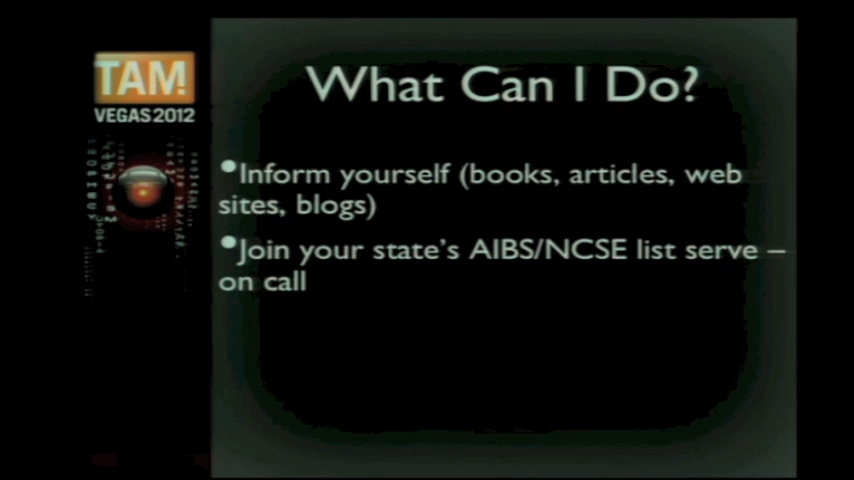 TAM!
VEGAS 2012
What Can I Do?
•Inform yourself (books, articles, web
sites, blogs)
•Join your state's AIBS/NCSE list serve –
on call